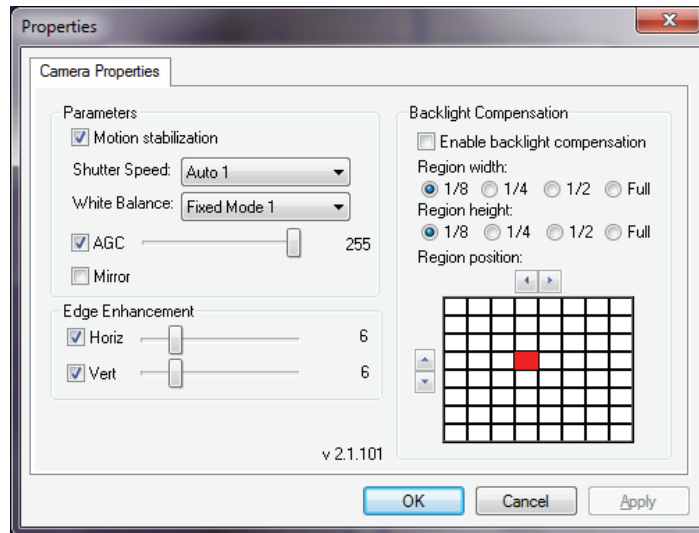 Properties
Camera Properties
Parameters
Motion stabilization
Shutter Speed: Auto 1
White Balance: Fixed Mode 1
AGC 255
Mirror
Edge Enhancement
Horiz 6
Vert 6
v 2.1.101
Backlight Compensation
Enable backlight compensation
Region width:
1/8 1/4 1/2 Full
Region height:
1/8 1/4 1/2 Full
Region position:
OK Cancel Apply